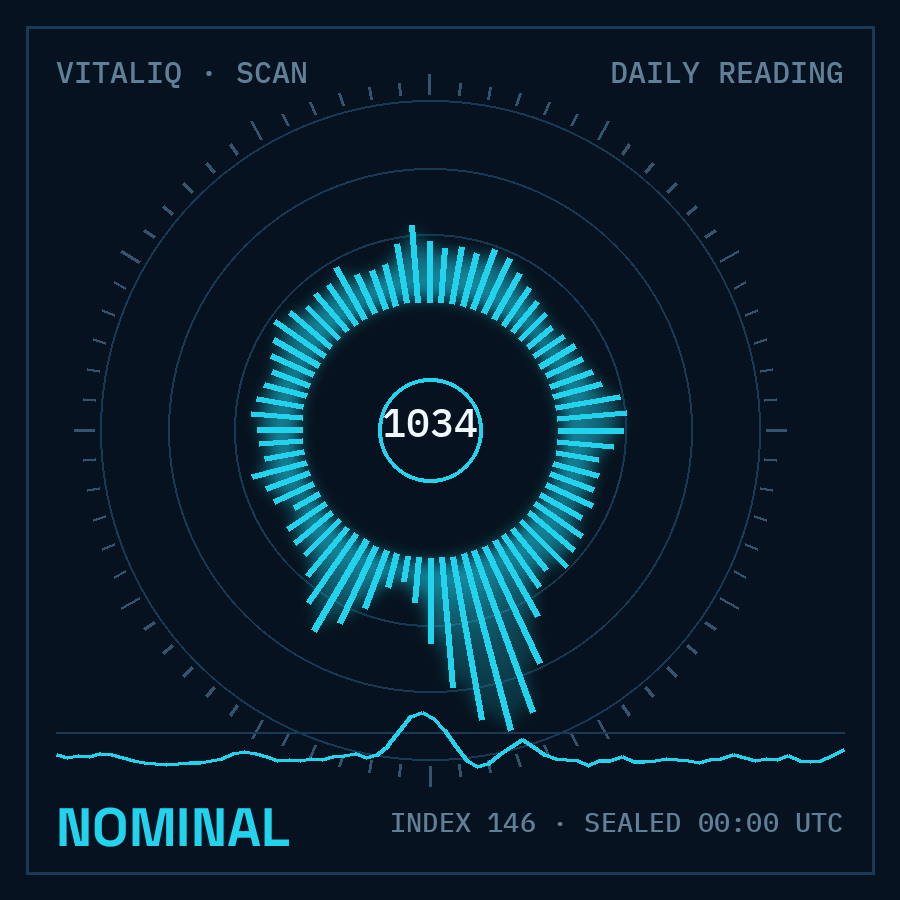 VITALIQ · SCAN
DAILY READING
1034
NOMINAL
INDEX 146 · SEALED 00:00 UTC